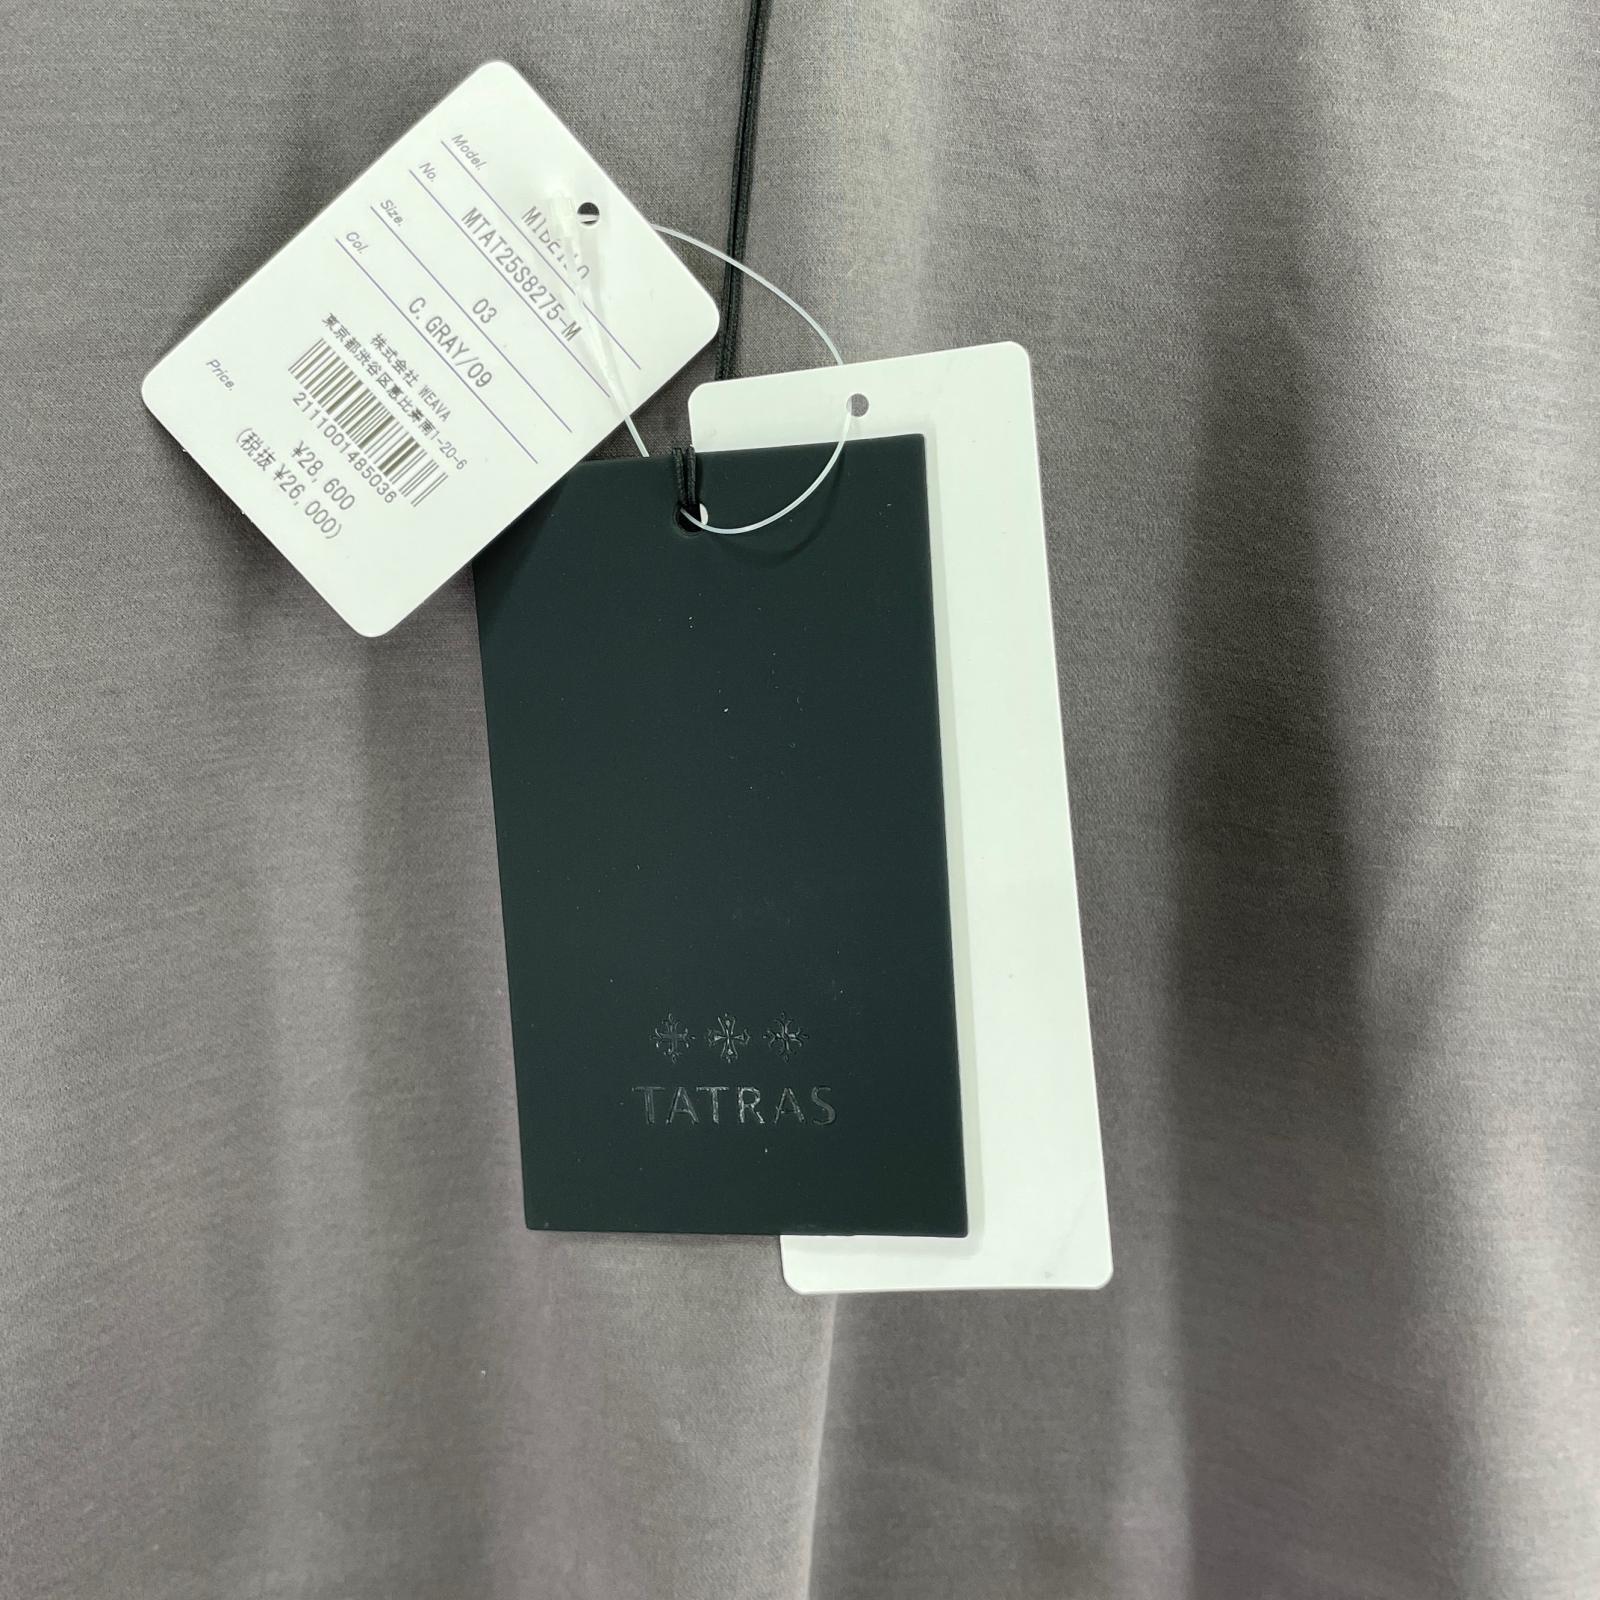 Model.
No. MTAT25S8275-M
Size. 03
Col. C.GRAY/09
株式会社 WEAVA
東京都渋谷区恵比寿南1-20-6
2111001485036
Price. ¥28,600
(税抜 ¥26,000)
TATRAS